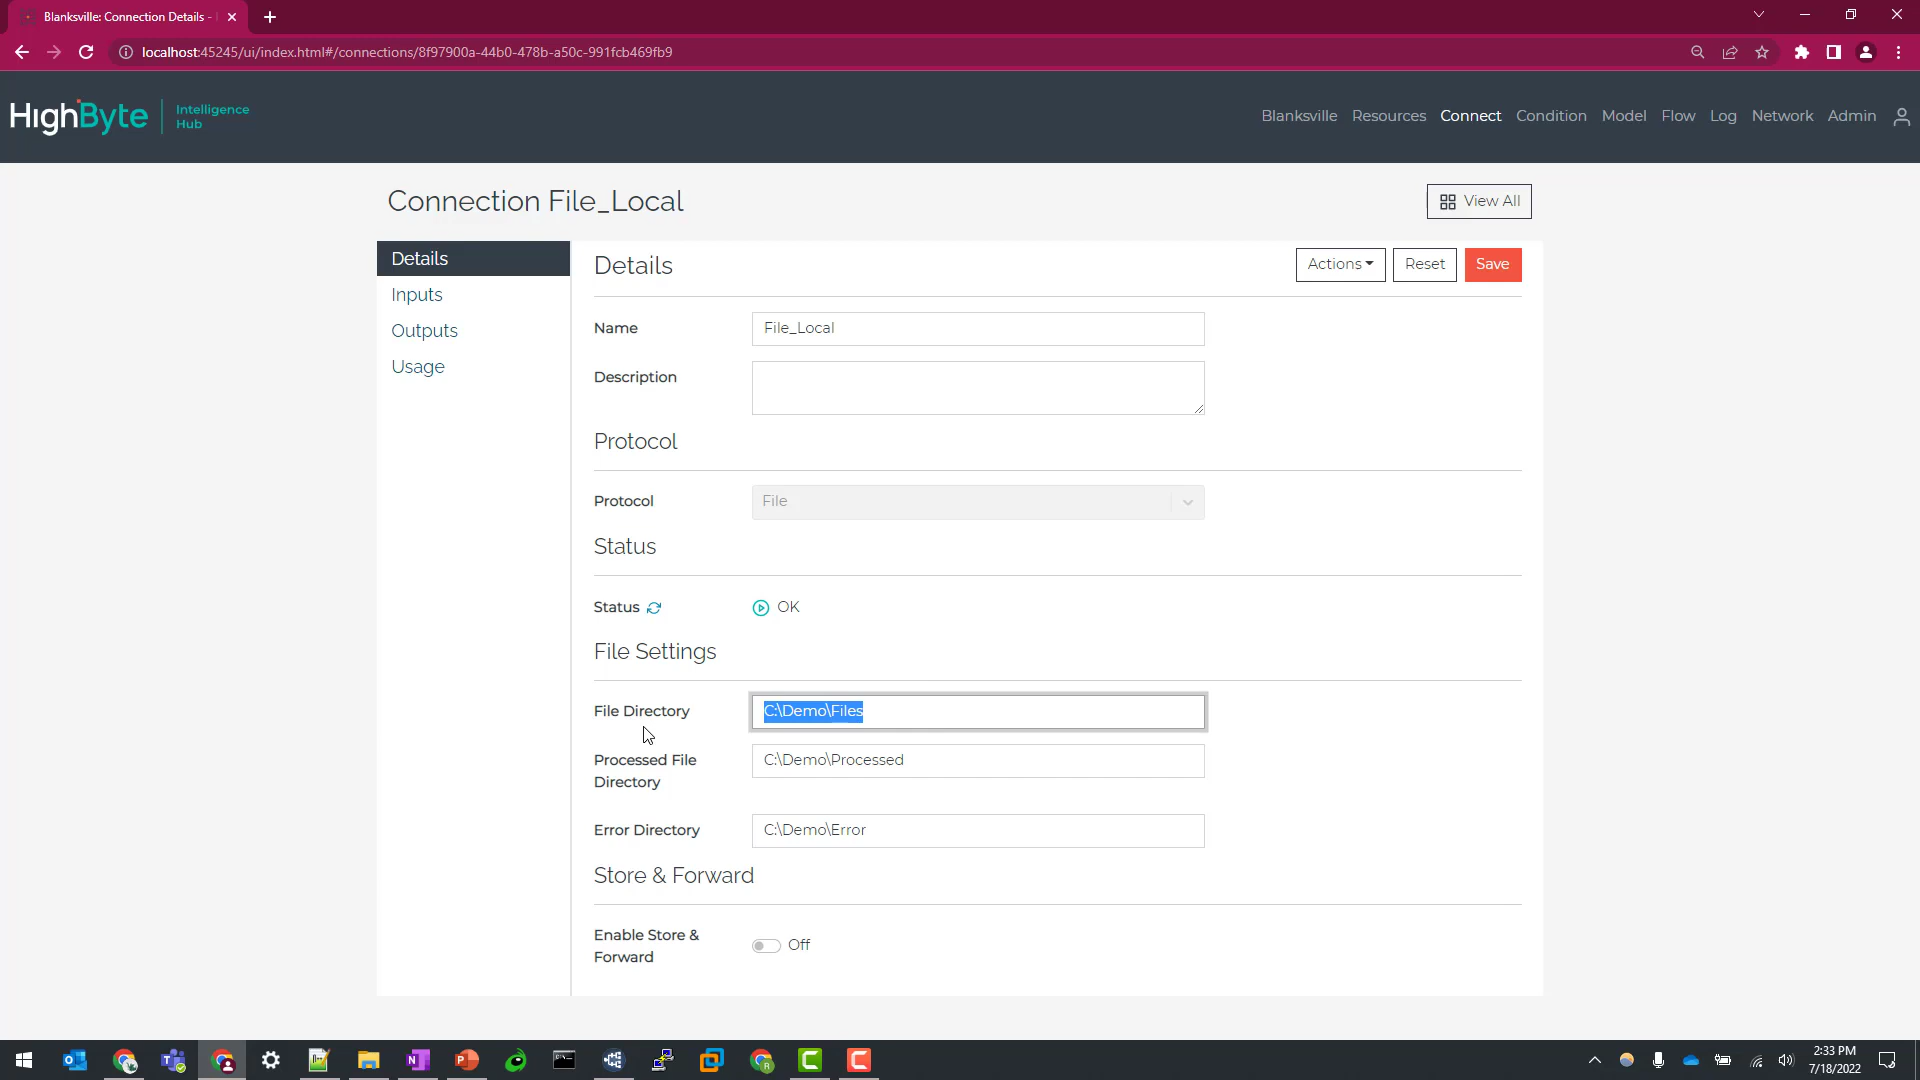 Blanksville: Connection Details -
localhost:45245/ui/index.html#/connections/8f97900a-44b0-478b-a50c-991fcb469fb9
HighByte
Intelligence
Hub
Blanksville Resources Connect Condition Model Flow Log Network Admin
Connection File_Local
View All
Details
Inputs
Outputs
Usage
Details
Actions
Reset
Save
Name
File_Local
Description
Protocol
Protocol
File
Status
Status
OK
File Settings
File Directory
C:\Demo\Files
Processed File
Directory
C:\Demo\Processed
Error Directory
C:\Demo\Error
Store & Forward
Enable Store &
Forward
Off
2:33 PM
7/18/2022